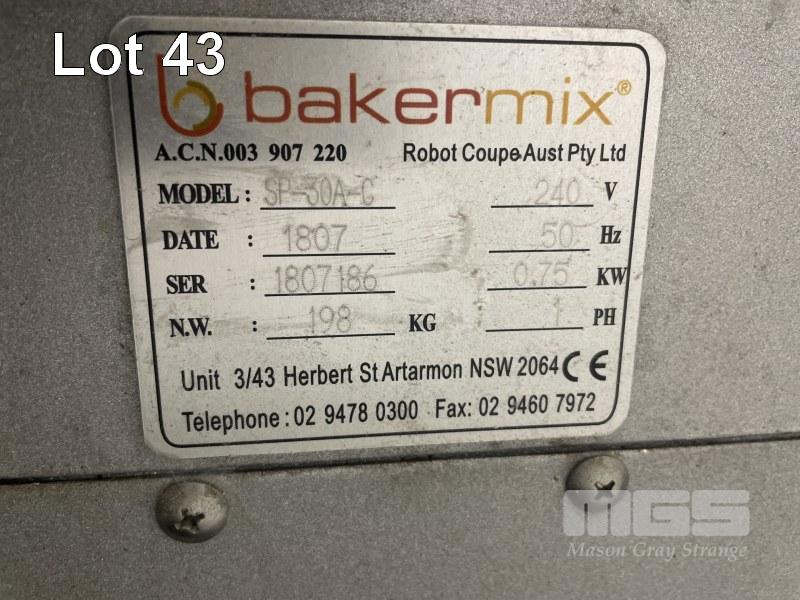 Lot 43
bakermix®
A.C.N.003 907 220 Robot Coupe Aust Pty Ltd
MODEL : SP-30A-C 240 V
DATE : 1807 50 Hz
SER : 1807186 0.75 KW
N.W. : 198 KG 1 PH
Unit 3/43 Herbert St Artarmon NSW 2064 CE
Telephone : 02 9478 0300 Fax: 02 9460 7972
MGS
Mason Gray Strange